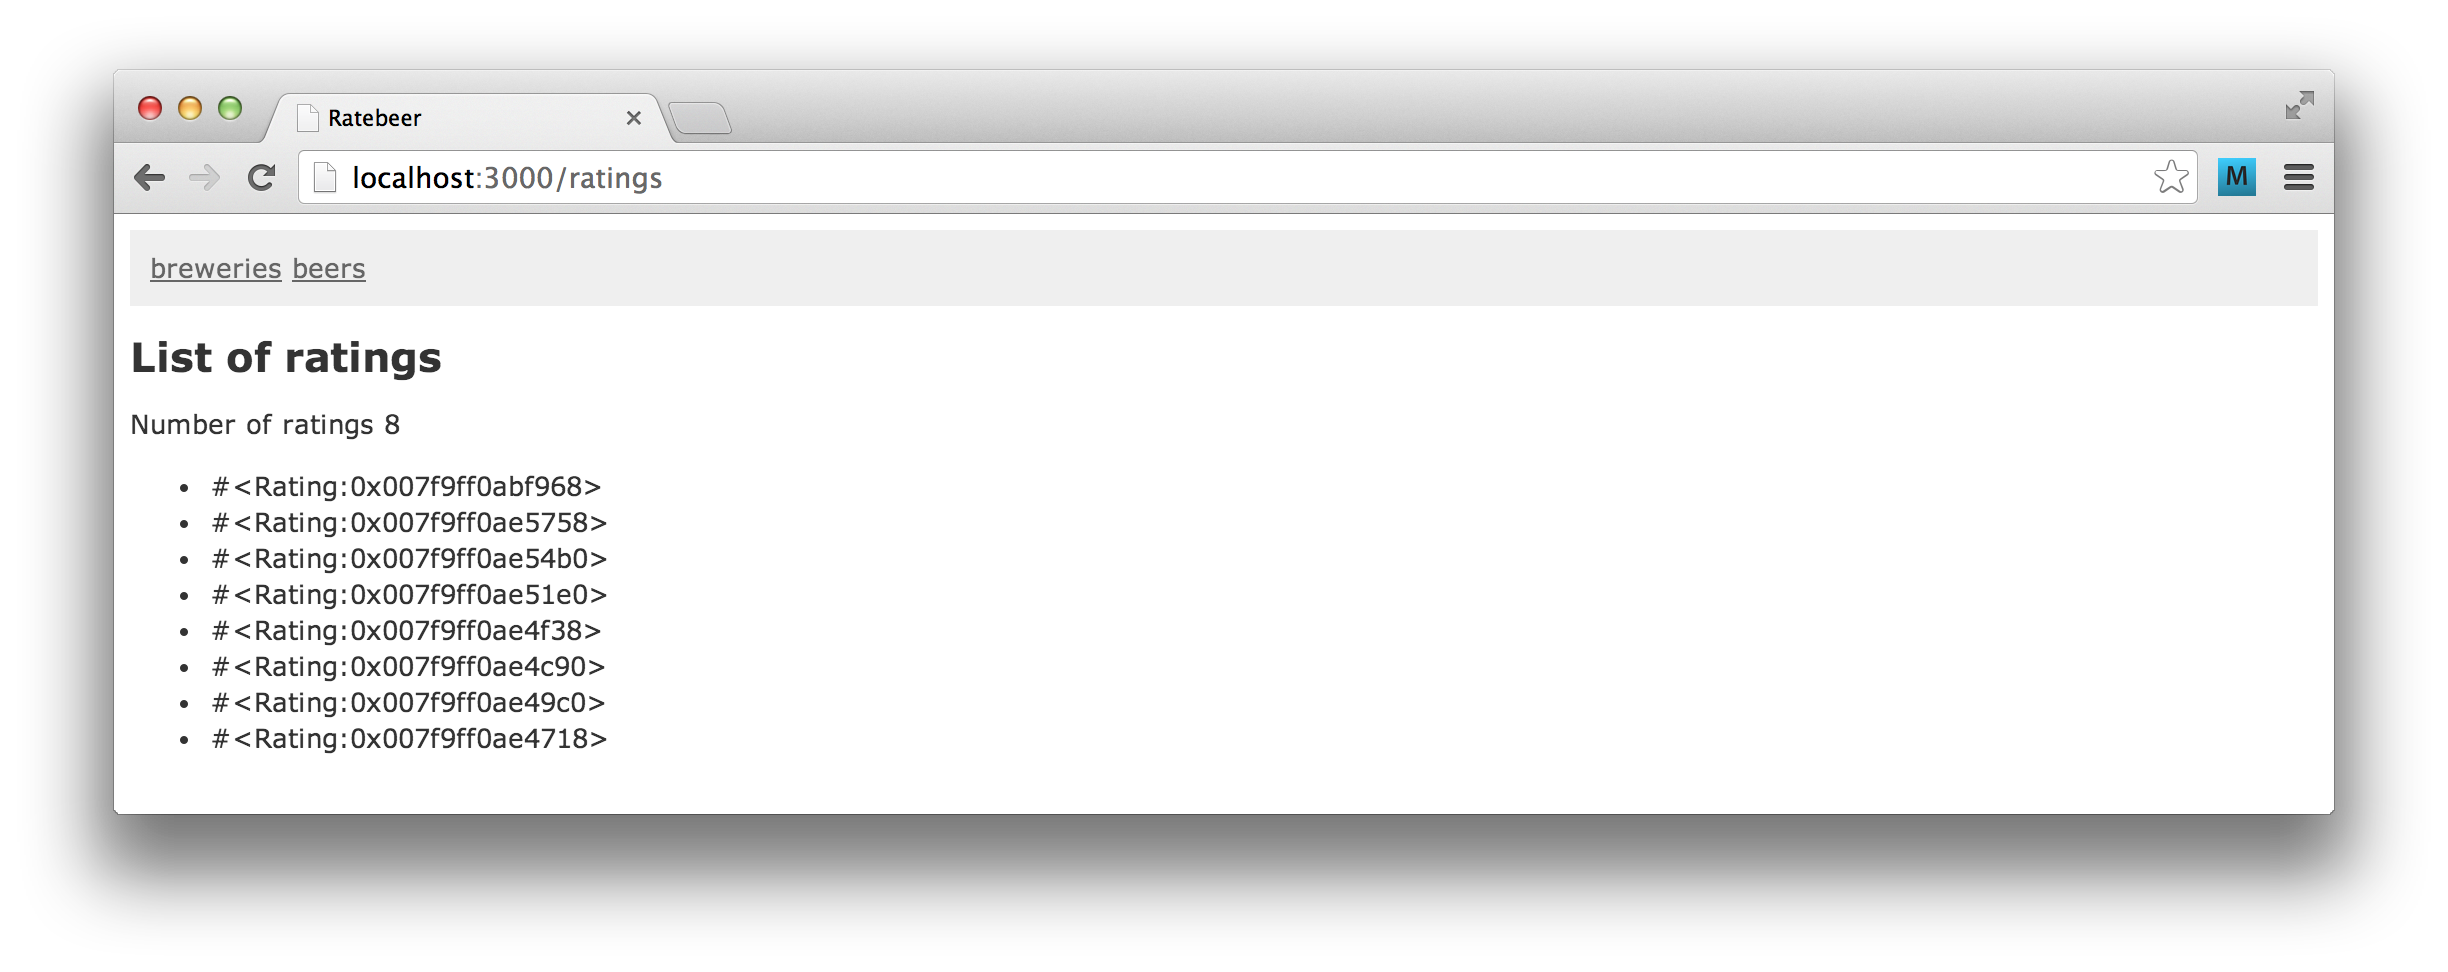 Ratebeer
localhost:3000/ratings
M
breweries beers
List of ratings
Number of ratings 8
#<Rating:0x007f9ff0abf968>
#<Rating:0x007f9ff0ae5758>
#<Rating:0x007f9ff0ae54b0>
#<Rating:0x007f9ff0ae51e0>
#<Rating:0x007f9ff0ae4f38>
#<Rating:0x007f9ff0ae4c90>
#<Rating:0x007f9ff0ae49c0>
#<Rating:0x007f9ff0ae4718>